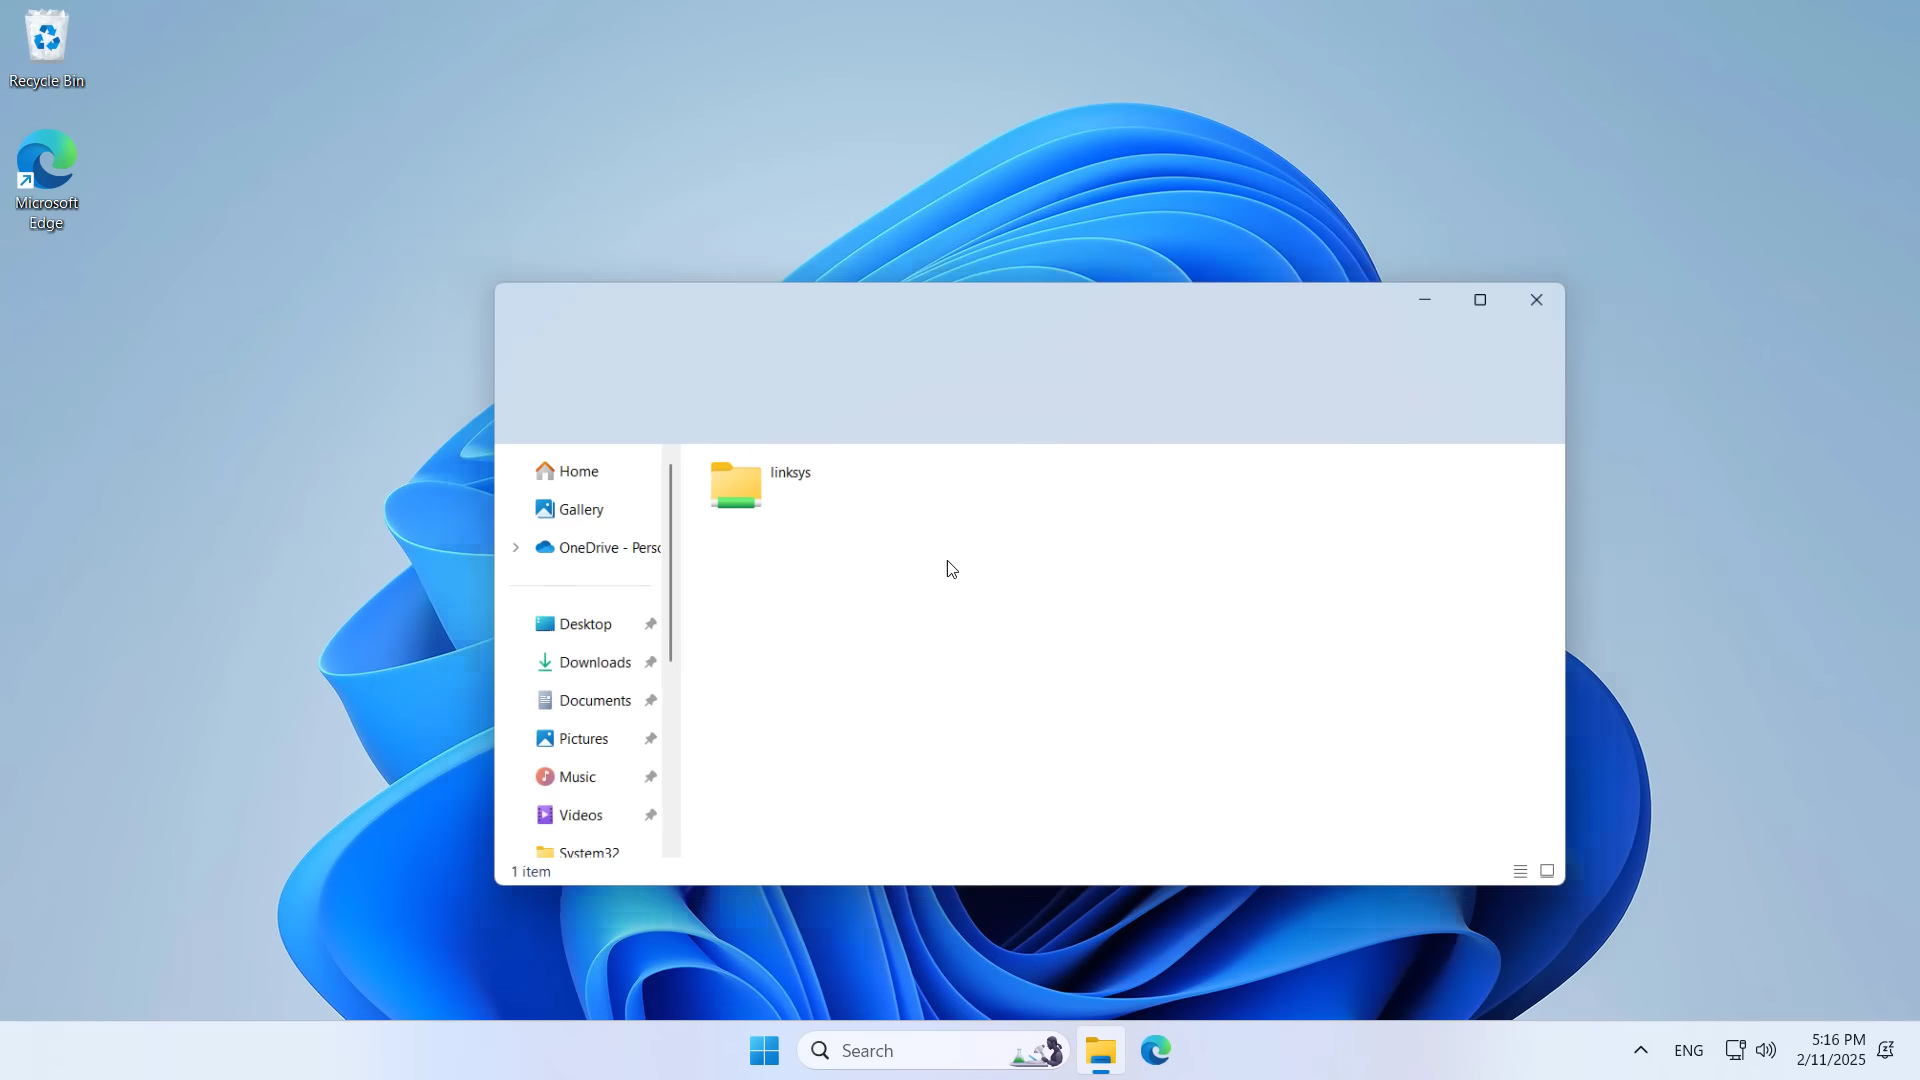 Recycle Bin
Microsoft
Edge
Home
Gallery
OneDrive - Perso
Desktop
Downloads
Documents
Pictures
Music
Videos
System32
linksys
1 item
Search
ENG
5:16 PM
2/11/2025